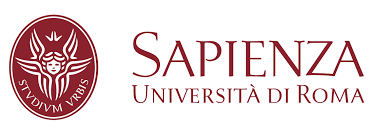 STVDIVM VRBIS
SAPIENZA
UNIVERSITÀ DI ROMA